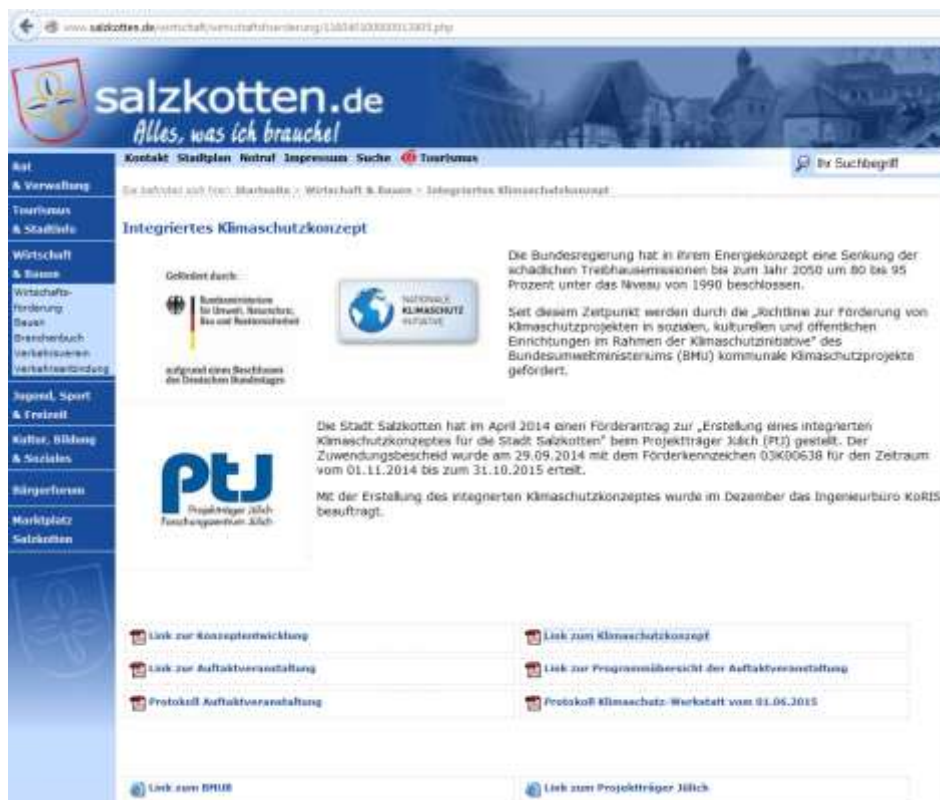 www.salzkotten.de/wirtschaft/wirtschaftsfoerderung/
salzkotten.de
Alles, was ich brauche!
Kontakt Stadtplan Notruf Impressum Suche Tourismus
Ihr Suchbegriff
Sie befinden sich hier: Startseite > Wirtschaft & Bauen > Integriertes Klimaschutzkonzept
Rat
& Verwaltung
Tourismus
& Stadtinfo
Wirtschaft
& Bauen
Wirtschafts-
förderung
Bauen
Branchenbuch
Verkehrsverein
Verkehrsanbindung
Jugend, Sport
& Freizeit
Kultur, Bildung
& Soziales
Bürgerforum
Marktplatz
Salzkotten
Integriertes Klimaschutzkonzept
Gefördert durch:
Bundesministerium
für Umwelt, Naturschutz,
Bau und Reaktorsicherheit
aufgrund eines Beschlusses
des Deutschen Bundestages
NATIONALE
KLIMASCHUTZ
INITIATIVE
Die Bundesregierung hat in ihrem Energiekonzept eine Senkung der
schädlichen Treibhausemissionen bis zum Jahr 2050 um 80 bis 95
Prozent unter das Niveau von 1990 beschlossen.
Seit diesem Zeitpunkt werden durch die „Richtlinie zur Förderung von
Klimaschutzprojekten in sozialen, kulturellen und öffentlichen
Einrichtungen im Rahmen der Klimaschutzinitiative" des
Bundesumweltministeriums (BMU) kommunale Klimaschutzprojekte
gefördert.
PtJ
Projektträger Jülich
Forschungszentrum Jülich
Die Stadt Salzkotten hat im April 2014 einen Förderantrag zur „Erstellung eines integrierten
Klimaschutzkonzeptes für die Stadt Salzkotten" beim Projektträger Jülich (PTJ) gestellt. Der
Zuwendungsbescheid wurde am 29.09.2014 mit dem Förderkennzeichen 03K00638 für den Zeitraum
vom 01.11.2014 bis zum 31.10.2015 erteilt.
Mit der Erstellung des integrierten Klimaschutzkonzeptes wurde im Dezember das Ingenieurbüro KoRiS
beauftragt.
Link zur Konzeptentwicklung
Link zum Klimaschutzkonzept
Link zur Auftaktveranstaltung
Link zur Programmübersicht der Auftaktveranstaltung
Protokoll Auftaktveranstaltung
Protokoll Klimaschutz-Werkstatt vom 01.06.2015
Link zum BMUB
Link zum Projektträger Jülich